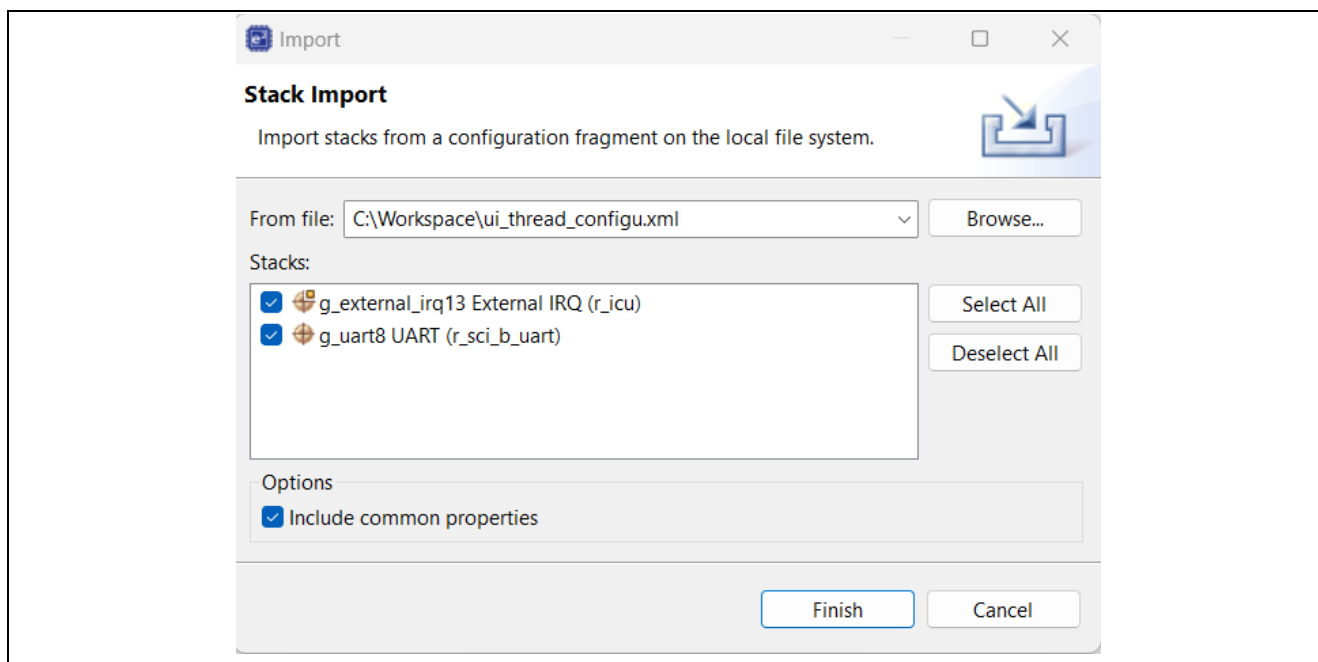 Import
Stack Import
Import stacks from a configuration fragment on the local file system.
From file: C:\Workspace\ui_thread_configu.xml Browse...
Stacks:
g_external_irq13 External IRQ (r_icu) Select All
g_uart8 UART (r_sci_b_uart) Deselect All
Options
Include common properties
Finish Cancel